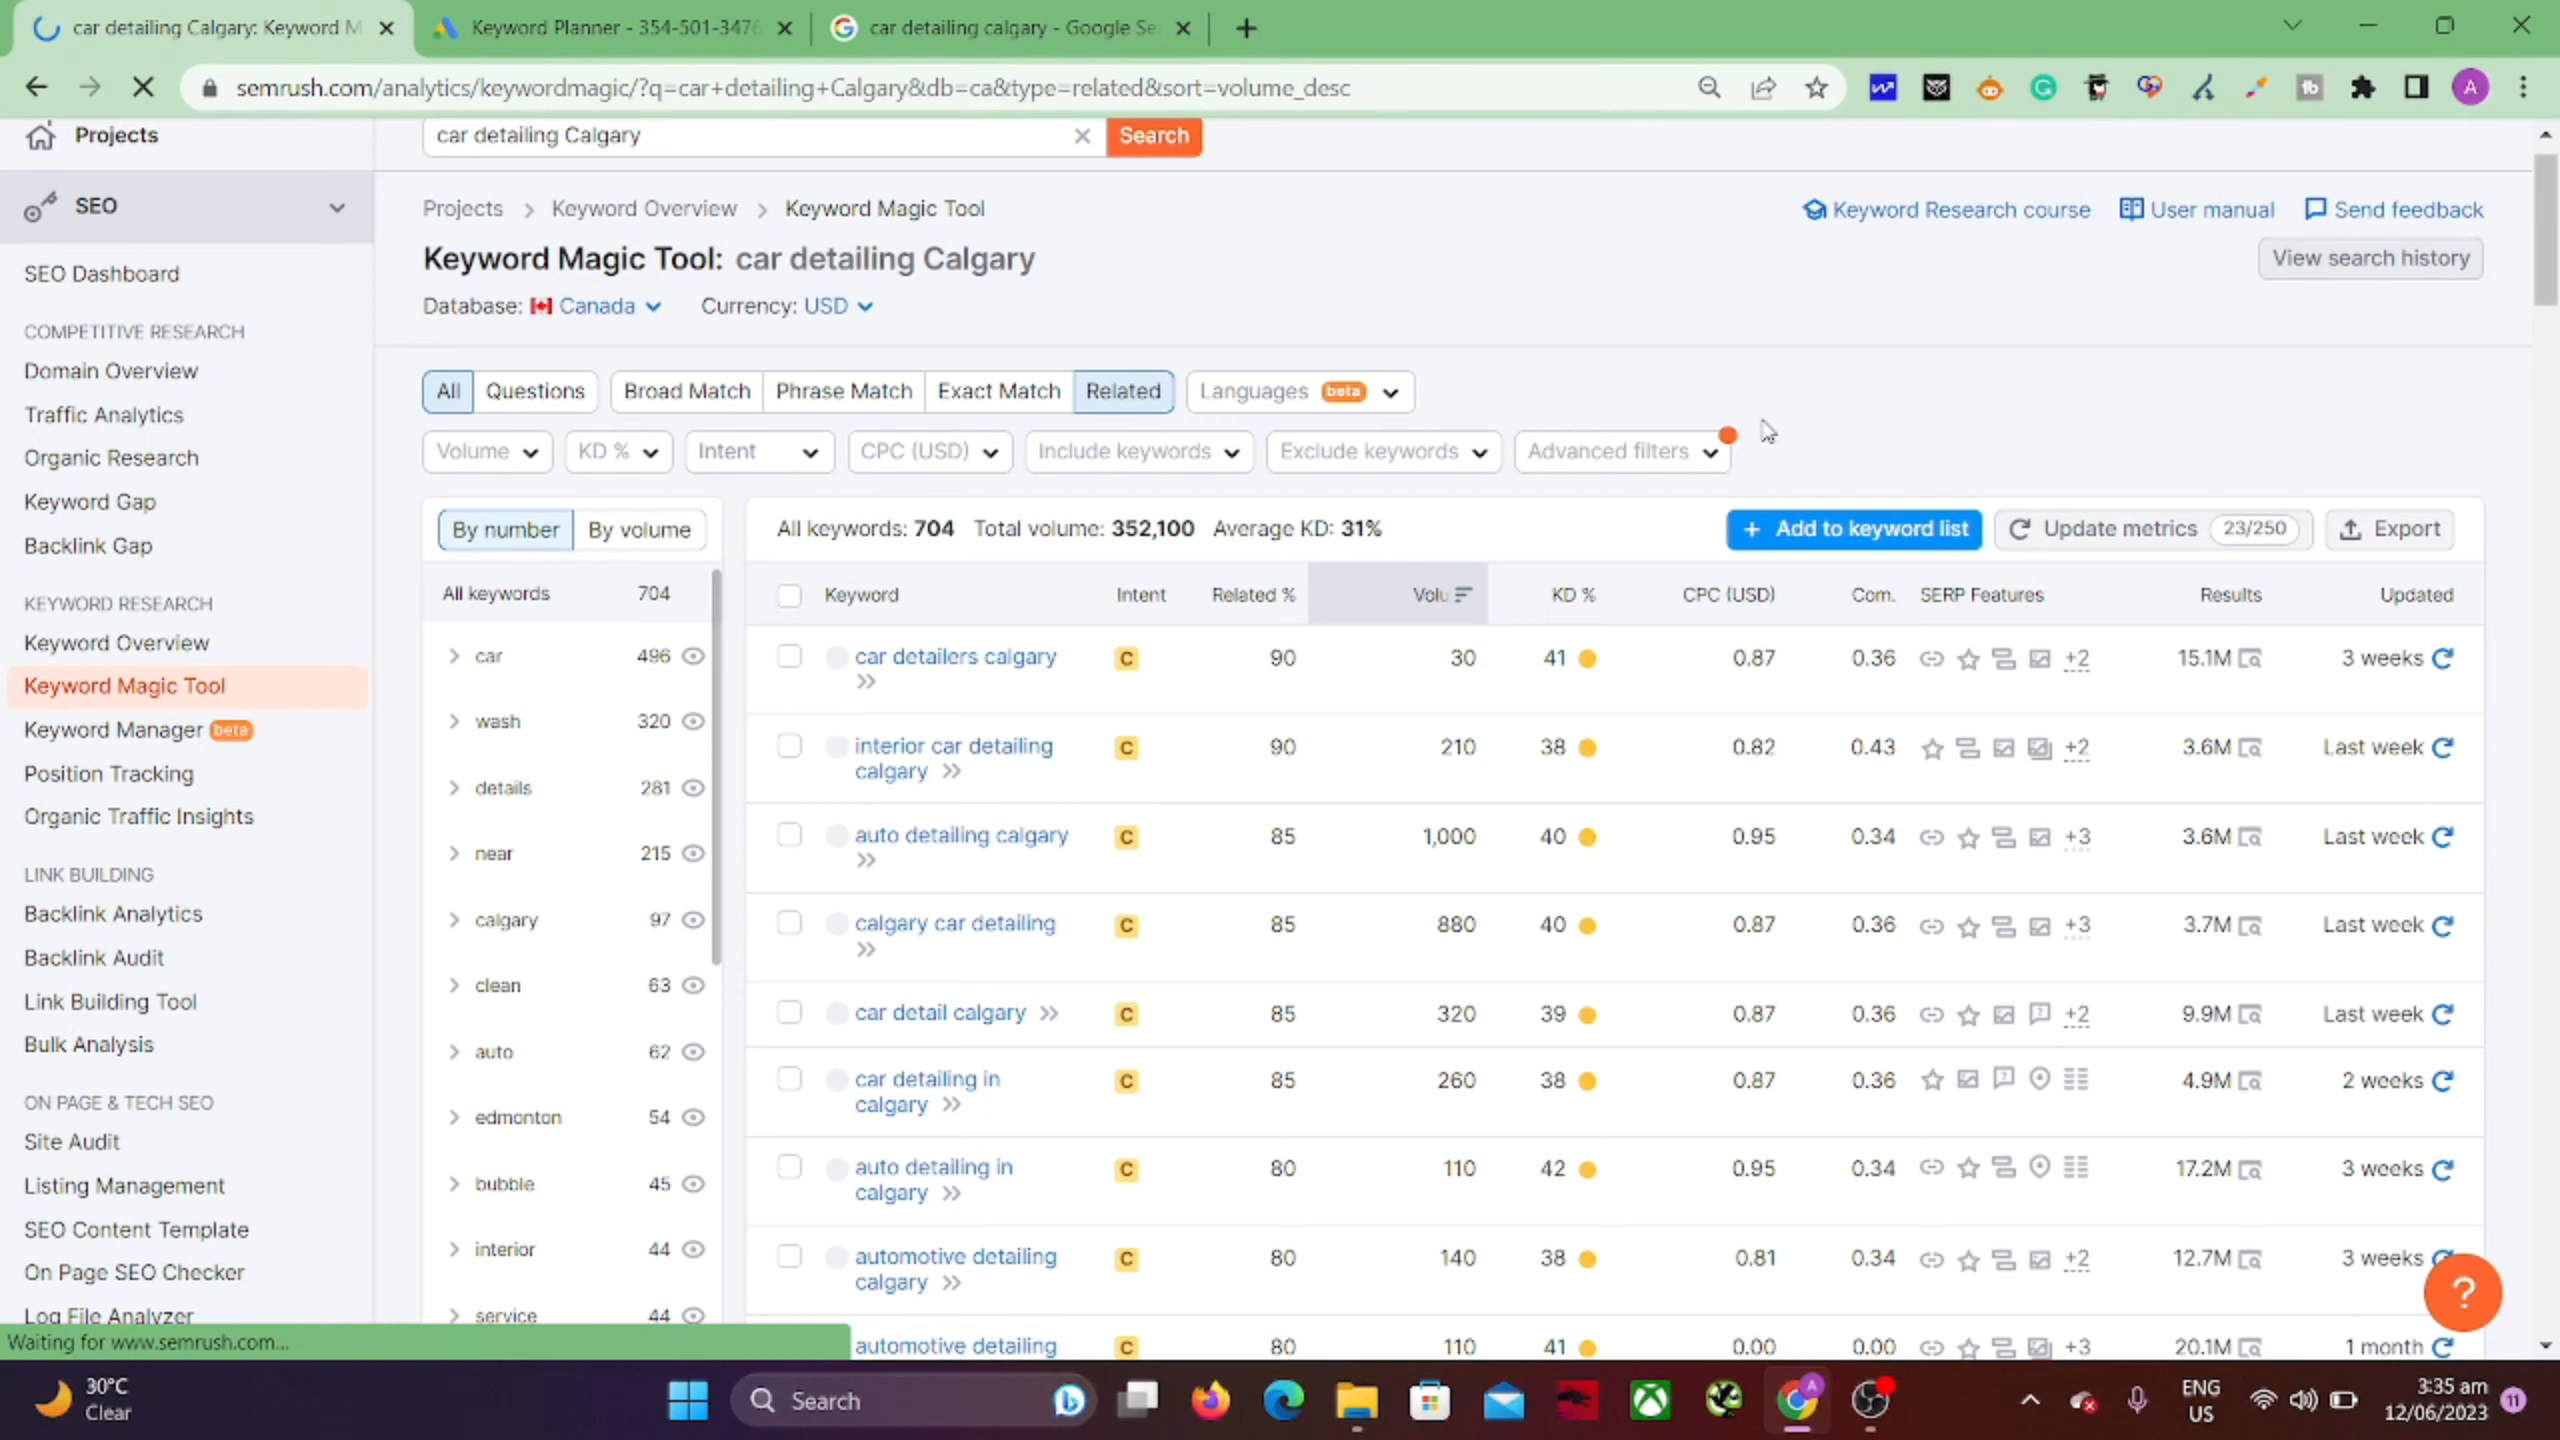 car detailing Calgary: Keyword M
Keyword Planner - 354-501-3476
car detailing calgary - Google Se
semrush.com/analytics/keywordmagic/?q=car+detailing+Calgary&db=ca&type=related&sort=volume_desc
A
Projects
car detailing Calgary
Search
SEO
Projects > Keyword Overview > Keyword Magic Tool
Keyword Research course
User manual
Send feedback
Keyword Magic Tool: car detailing Calgary
View search history
Database: Canada
Currency: USD
SEO Dashboard
COMPETITIVE RESEARCH
Domain Overview
Traffic Analytics
Organic Research
Keyword Gap
Backlink Gap
KEYWORD RESEARCH
Keyword Overview
Keyword Magic Tool
Keyword Manager beta
Position Tracking
Organic Traffic Insights
LINK BUILDING
Backlink Analytics
Backlink Audit
Link Building Tool
Bulk Analysis
ON PAGE & TECH SEO
Site Audit
Listing Management
SEO Content Template
On Page SEO Checker
Log File Analyzer
Waiting for www.semrush.com...
All Questions Broad Match Phrase Match Exact Match Related Languages beta
Volume KD % Intent CPC (USD) Include keywords Exclude keywords Advanced filters
By number By volume
All keywords 704
car 496
wash 320
details 281
near 215
calgary 97
clean 63
auto 62
edmonton 54
bubble 45
interior 44
service 44
All keywords: 704 Total volume: 352,100 Average KD: 31%
+ Add to keyword list
Update metrics 23/250
Export
Keyword Intent Related % Volu KD % CPC (USD) Com. SERP Features Results Updated
car detailers calgary >> C 90 30 41 0.87 0.36 +2 15.1M 3 weeks
interior car detailing calgary >> C 90 210 38 0.82 0.43 +2 3.6M Last week
auto detailing calgary >> C 85 1,000 40 0.95 0.34 +3 3.6M Last week
calgary car detailing >> C 85 880 40 0.87 0.36 +3 3.7M Last week
car detail calgary >> C 85 320 39 0.87 0.36 +2 9.9M Last week
car detailing in calgary >> C 85 260 38 0.87 0.36 4.9M 2 weeks
auto detailing in calgary >> C 80 110 42 0.95 0.34 17.2M 3 weeks
automotive detailing calgary >> C 80 140 38 0.81 0.34 +2 12.7M 3 weeks
automotive detailing C 80 110 41 0.00 0.00 +3 20.1M 1 month
?
30°C
Clear
Search
A
ENG
US
3:35 am
12/06/2023
11